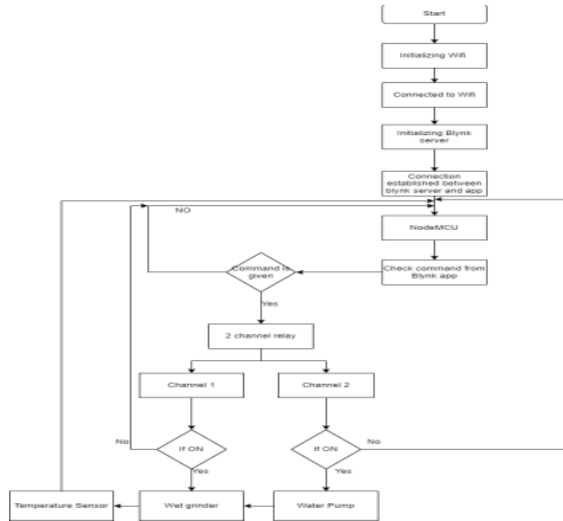 Start
Initializing Wifi
Connected to Wifi
Initializing Blynk
server
Connection
established between
blynk server and app
NO
NodeMCU
Command is
given
Check command from
Blynk app
Yes
2 channel relay
Channel 1
Channel 2
No
If ON
If ON
No
Yes
Yes
Temperature Sensor
Wet grinder
Water Pump